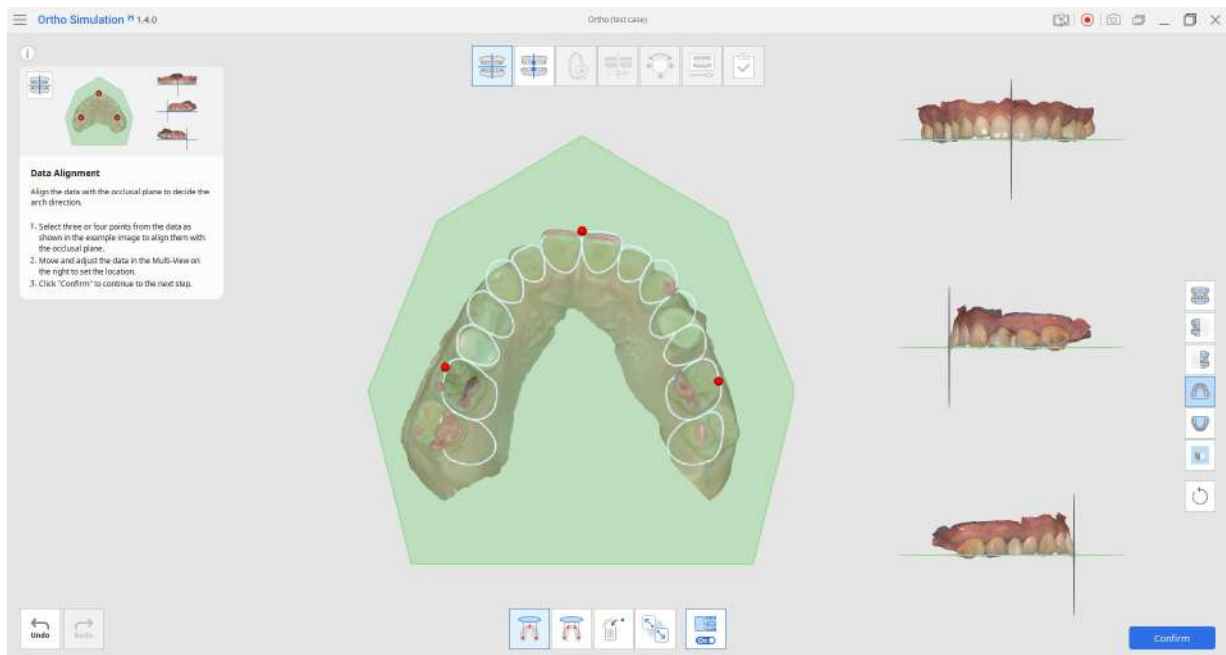 Ortho Simulation 1.4.0
Ortho (test case)
Data Alignment
Align the data with the occlusal plane to decide the
arch direction.
1. Select three or four points from the data as
shown in the example image to align them with
the occlusal plane.
2. Move and adjust the data in the Multi-View on
the right to set the location.
3. Click "Confirm" to continue to the next step.
Undo
Redo
On
Confirm